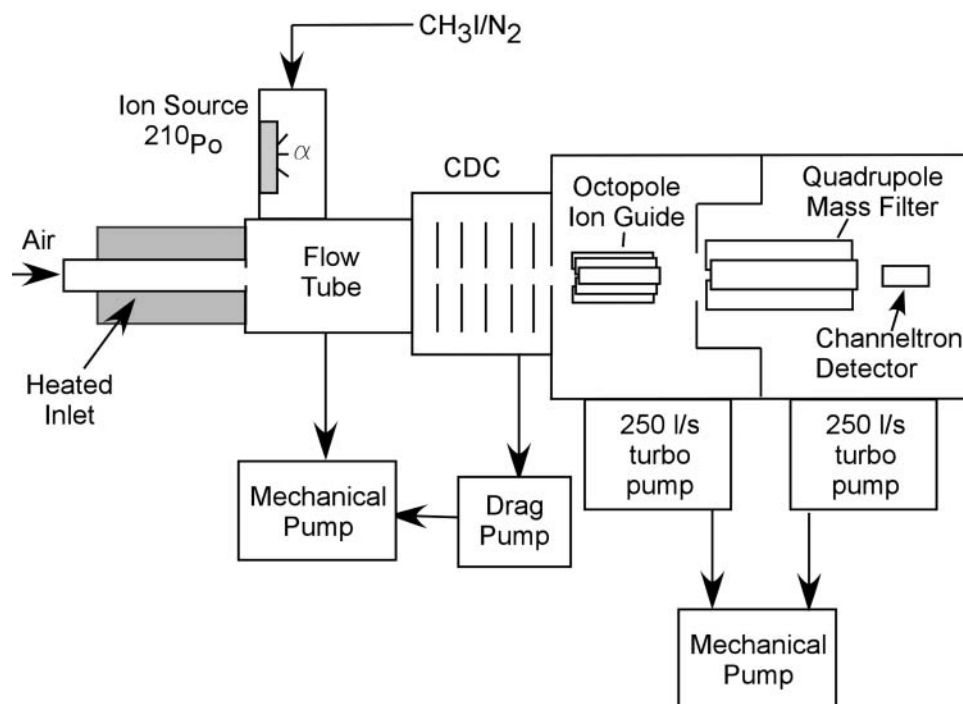 CH3I/N2
Ion Source
210Po
α
CDC
Octopole
Ion Guide
Quadrupole
Mass Filter
Air
Flow
Tube
Channeltron
Detector
Heated
Inlet
250 l/s
turbo
pump
250 l/s
turbo
pump
Mechanical
Pump
Drag
Pump
Mechanical
Pump